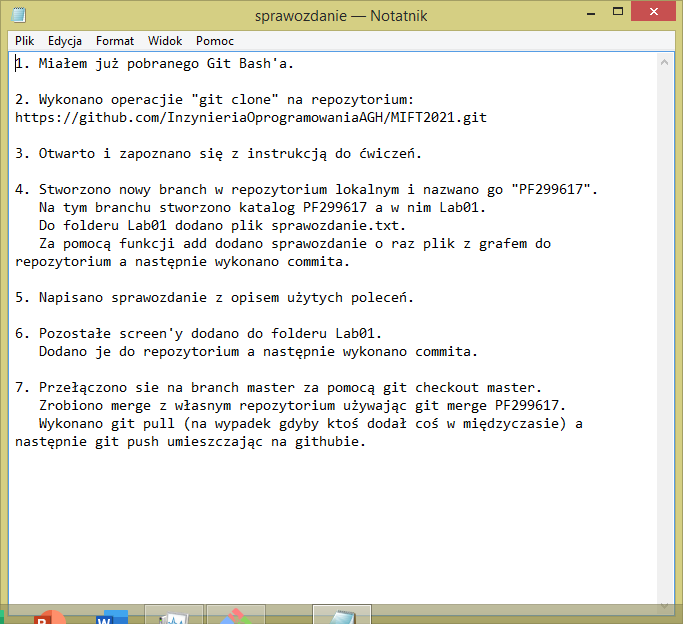 sprawozdanie — Notatnik
Plik Edycja Format Widok Pomoc
1. Miałem już pobranego Git Bash'a.
2. Wykonano operacjie "git clone" na repozytorium:
https://github.com/InzynieriaOprogramowaniaAGH/MIFT2021.git
3. Otwarto i zapoznano się z instrukcją do ćwiczeń.
4. Stworzono nowy branch w repozytorium lokalnym i nazwano go "PF299617".
Na tym branchu stworzono katalog PF299617 a w nim Lab01.
Do folderu Lab01 dodano plik sprawozdanie.txt.
Za pomocą funkcji add dodano sprawozdanie o raz plik z grafem do
repozytorium a następnie wykonano commita.
5. Napisano sprawozdanie z opisem użytych poleceń.
6. Pozostałe screen'y dodano do folderu Lab01.
Dodano je do repozytorium a następnie wykonano commita.
7. Przełączono sie na branch master za pomocą git checkout master.
Zrobiono merge z własnym repozytorium używając git merge PF299617.
Wykonano git pull (na wypadek gdyby ktoś dodał coś w międzyczasie) a
następnie git push umieszczając na githubie.